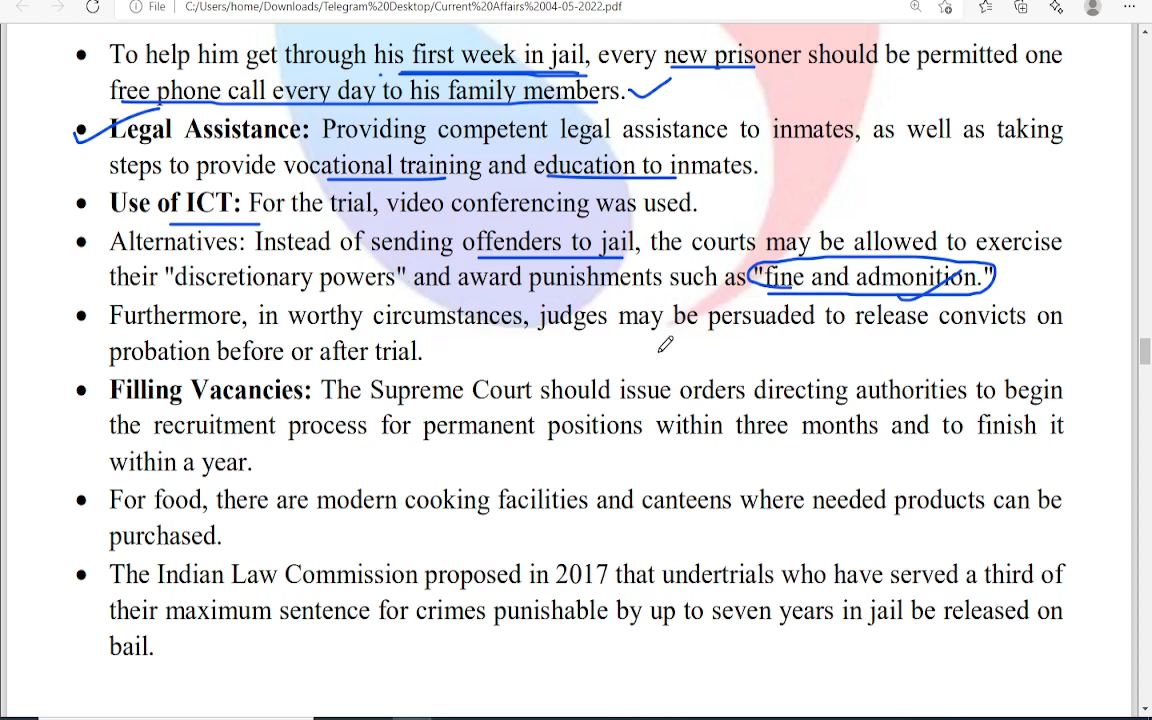 File C:/Users/home/Downloads/Telegram%20Desktop/Current%20Affairs%2004-05-2022.pdf
• To help him get through his first week in jail, every new prisoner should be permitted one
free phone call every day to his family members.
• Legal Assistance: Providing competent legal assistance to inmates, as well as taking
steps to provide vocational training and education to inmates.
• Use of ICT: For the trial, video conferencing was used.
• Alternatives: Instead of sending offenders to jail, the courts may be allowed to exercise
their "discretionary powers" and award punishments such as "fine and admonition."
• Furthermore, in worthy circumstances, judges may be persuaded to release convicts on
probation before or after trial.
• Filling Vacancies: The Supreme Court should issue orders directing authorities to begin
the recruitment process for permanent positions within three months and to finish it
within a year.
• For food, there are modern cooking facilities and canteens where needed products can be
purchased.
• The Indian Law Commission proposed in 2017 that undertrials who have served a third of
their maximum sentence for crimes punishable by up to seven years in jail be released on
bail.